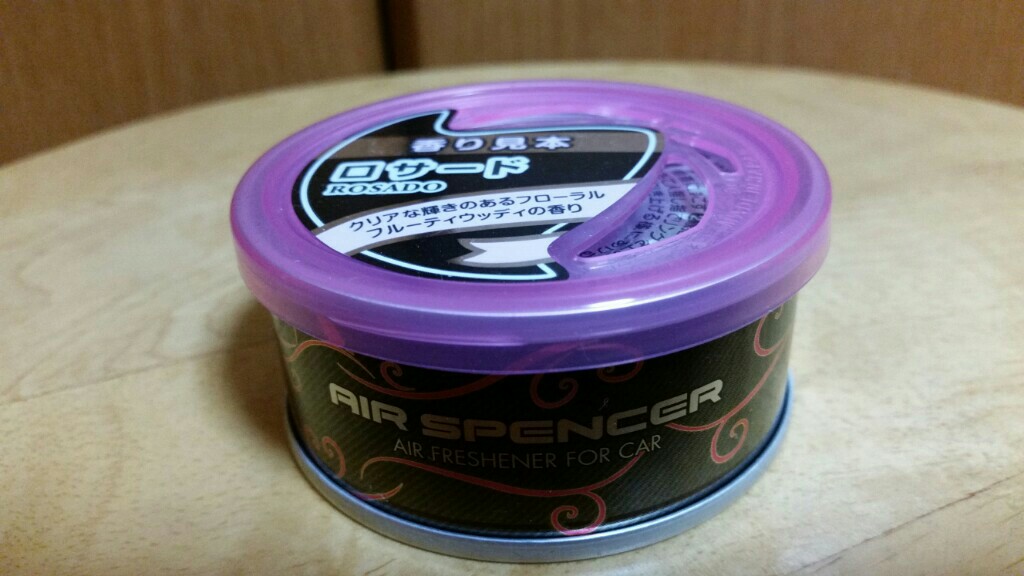 香り見本
ロサード
ROSADO
クリアな輝きのあるフローラル
フルーティウッディの香り
AIR SPENCER
AIR FRESHENER FOR CAR